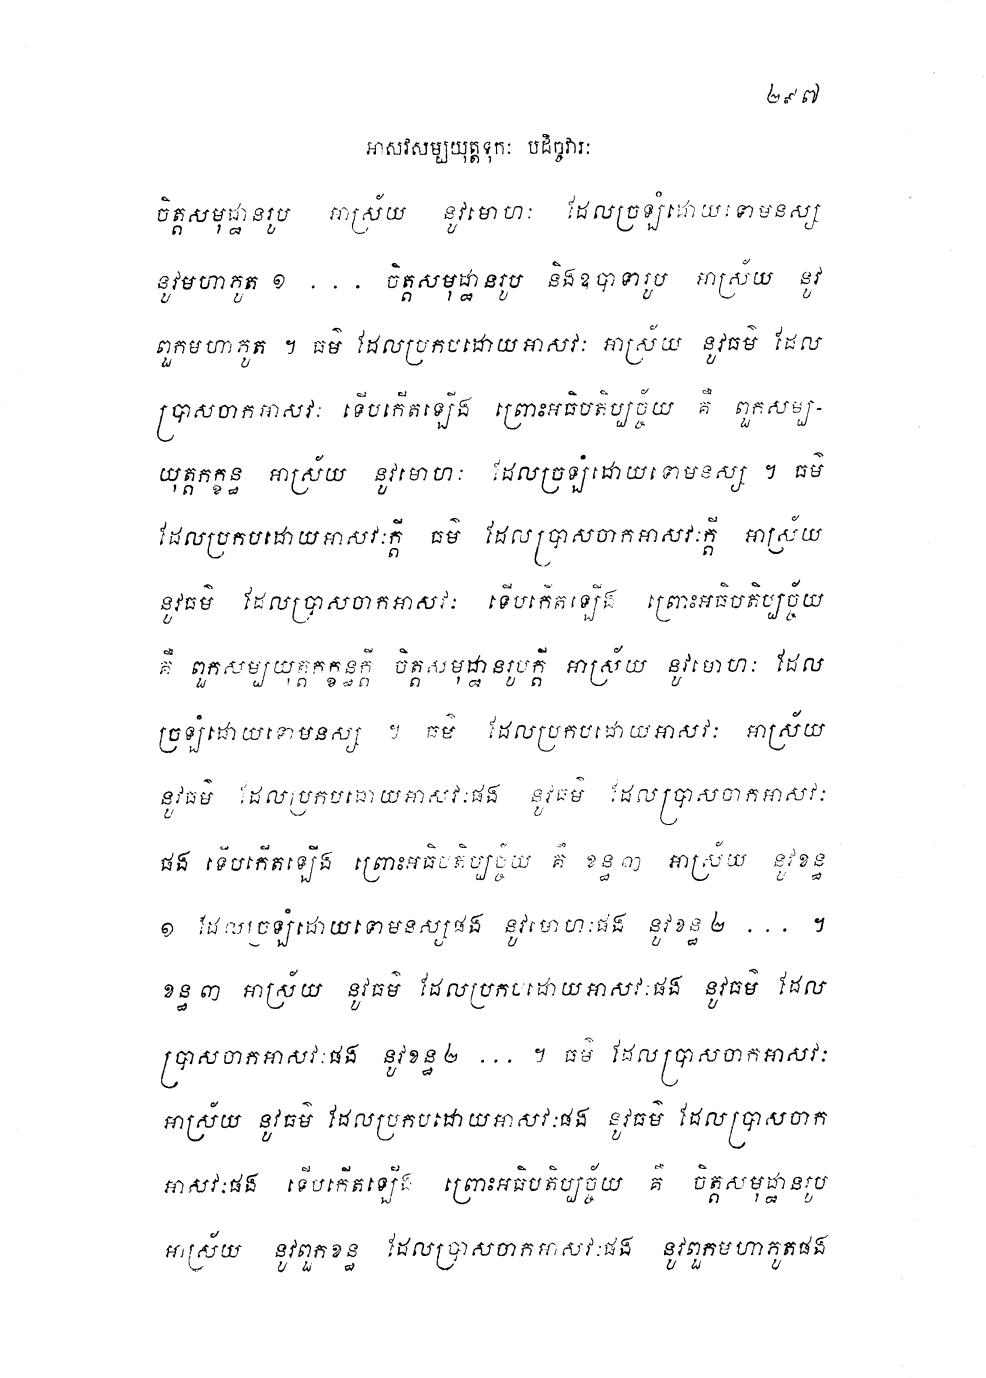 ២៩៧
អាសវសម្បយុត្តទុកៈ បដិច្ចវារៈ
ចិត្តសមុដ្ឋានរូប អាស្រ័យ នូវមោហៈ ដែលច្រឡំដោយទោមនស្ស
នូវមហាភូត ១ . . . ចិត្តសមុដ្ឋានរូប និងឧបាទារូប អាស្រ័យ នូវ
ពួកមហាភូត ។ ធម៌ ដែលប្រកបដោយអាសវៈ អាស្រ័យ នូវធម៌ ដែល
ប្រាសចាកអាសវៈ ទើបកើតឡើង ព្រោះអធិបតិប្បច្ច័យ គឺ ពួកសម្ប-
យុត្តកក្ខន្ធ អាស្រ័យ នូវមោហៈ ដែលច្រឡំដោយទោមនស្ស ។ ធម៌
ដែលប្រកបដោយអាសវៈក្តី ធម៌ ដែលប្រាសចាកអាសវៈក្តី អាស្រ័យ
នូវធម៌ ដែលប្រាសចាកអាសវៈ ទើបកើតឡើង ព្រោះអធិបតិប្បច្ច័យ
គឺ ពួកសម្បយុត្តកក្ខន្ធក្តី ចិត្តសមុដ្ឋានរូបក្តី អាស្រ័យ នូវមោហៈ ដែល
ច្រឡំដោយទោមនស្ស ។ ធម៌ ដែលប្រកបដោយអាសវៈ អាស្រ័យ
នូវធម៌ ដែលប្រកបដោយអាសវៈផង នូវធម៌ ដែលប្រាសចាកអាសវៈ
ផង ទើបកើតឡើង ព្រោះអធិបតិប្បច្ច័យ គឺ ខន្ធ ៣ អាស្រ័យ នូវខន្ធ
១ ដែលច្រឡំដោយទោមនស្សផង នូវមោហៈផង នូវខន្ធ ២ . . . ។
ខន្ធ ៣ អាស្រ័យ នូវធម៌ ដែលប្រកបដោយអាសវៈផង នូវធម៌ ដែល
ប្រាសចាកអាសវៈផង នូវខន្ធ ២ . . . ។ ធម៌ ដែលប្រាសចាកអាសវៈ
អាស្រ័យ នូវធម៌ ដែលប្រកបដោយអាសវៈផង នូវធម៌ ដែលប្រាសចាក
អាសវៈផង ទើបកើតឡើង ព្រោះអធិបតិប្បច្ច័យ គឺ ចិត្តសមុដ្ឋានរូប
អាស្រ័យ នូវពួកខន្ធ ដែលប្រាសចាកអាសវៈផង នូវពួកមហាភូតផង